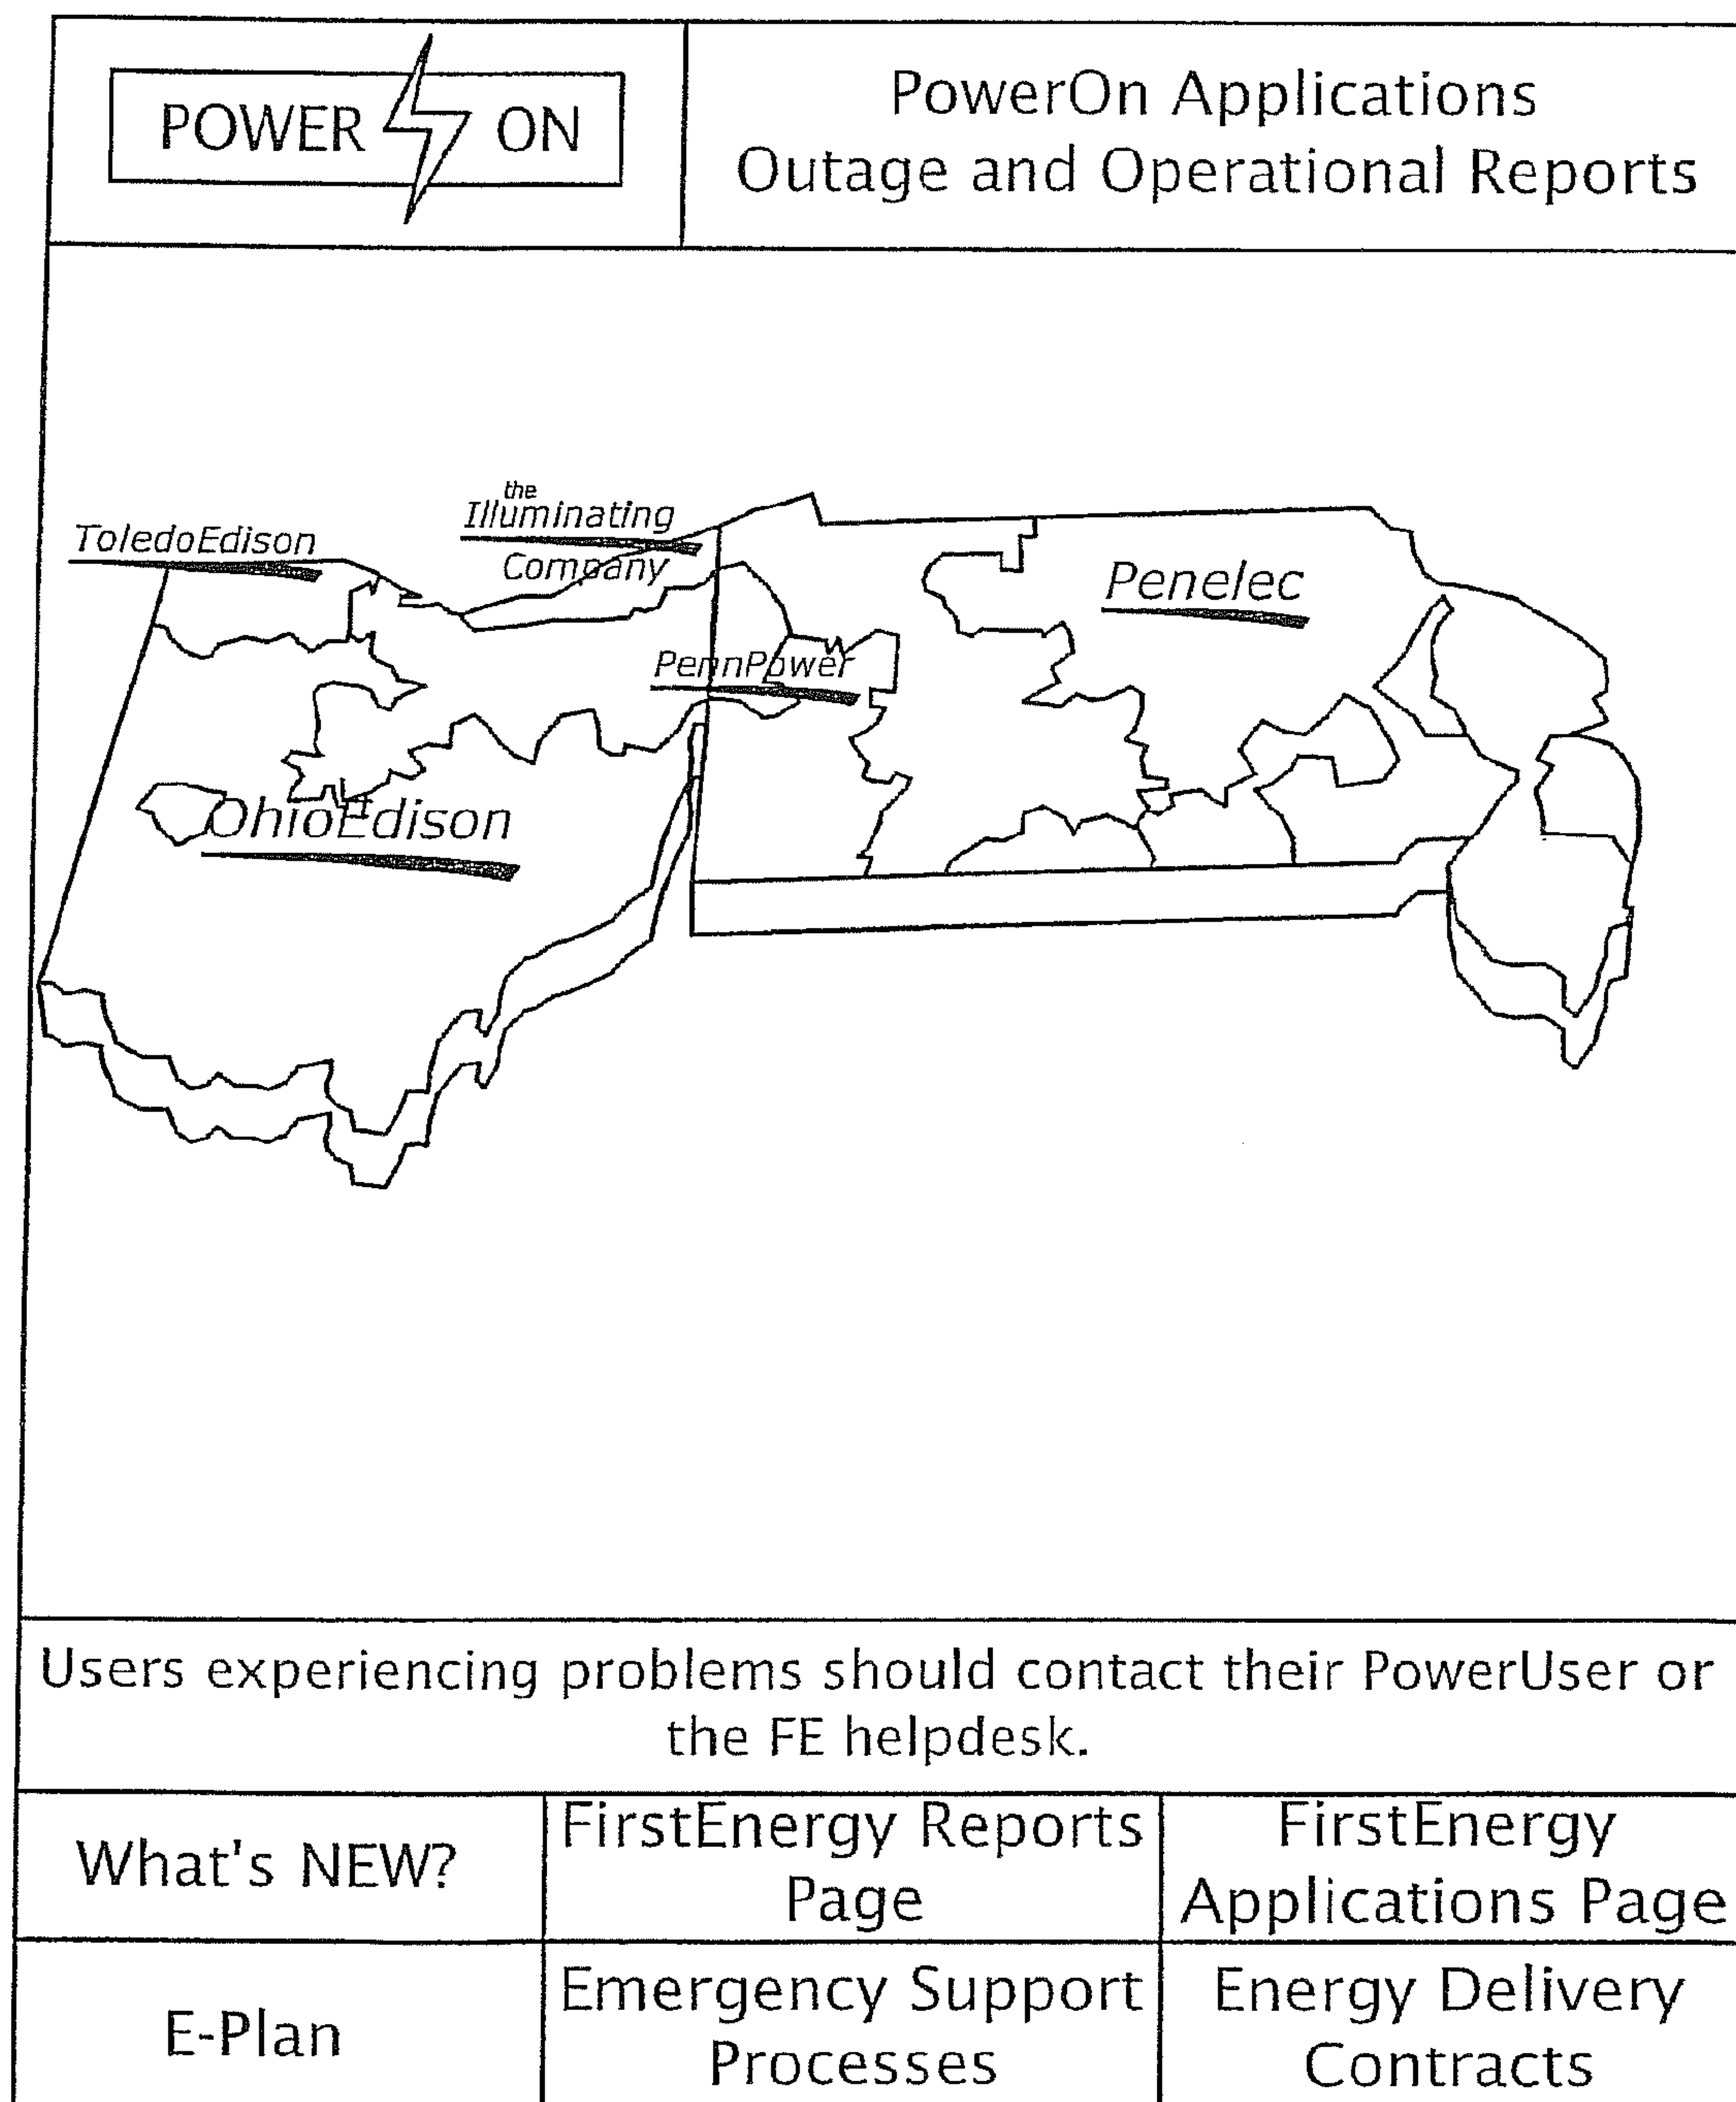 POWER ON
PowerOn Applications
Outage and Operational Reports
ToledoEdison
the
Illuminating
Company
Penelec
PennPower
OhioEdison
Users experiencing problems should contact their PowerUser or
the FE helpdesk.
What's NEW?
FirstEnergy Reports
Page
FirstEnergy
Applications Page
E-Plan
Emergency Support
Processes
Energy Delivery
Contracts